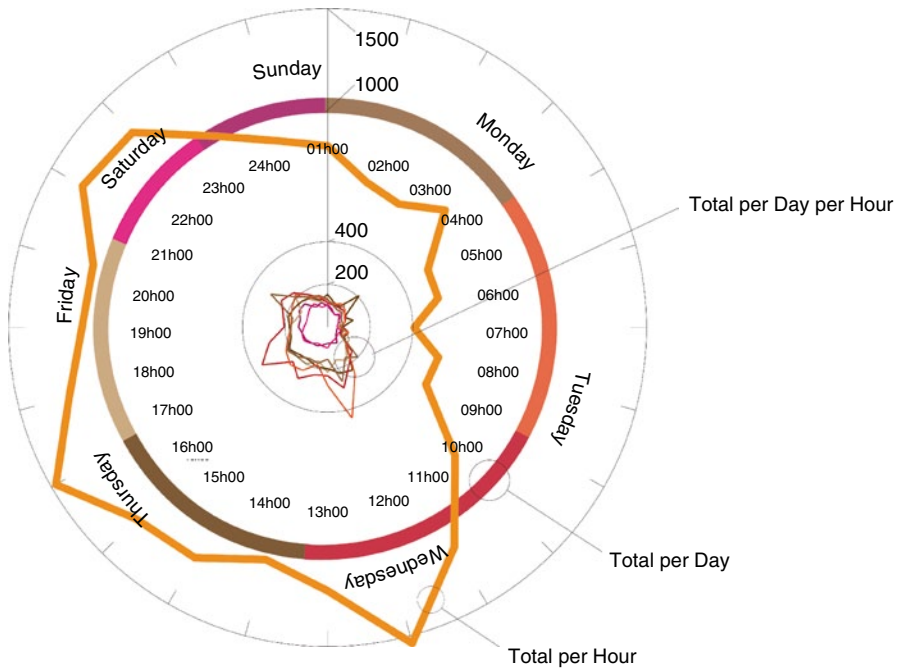 1500
1000
400
200
Sunday
Monday
Tuesday
Wednesday
Thursday
Friday
Saturday
01h00
02h00
03h00
04h00
05h00
06h00
07h00
08h00
09h00
10h00
11h00
12h00
13h00
14h00
15h00
16h00
17h00
18h00
19h00
20h00
21h00
22h00
23h00
24h00
Total per Day per Hour
Total per Day
Total per Hour